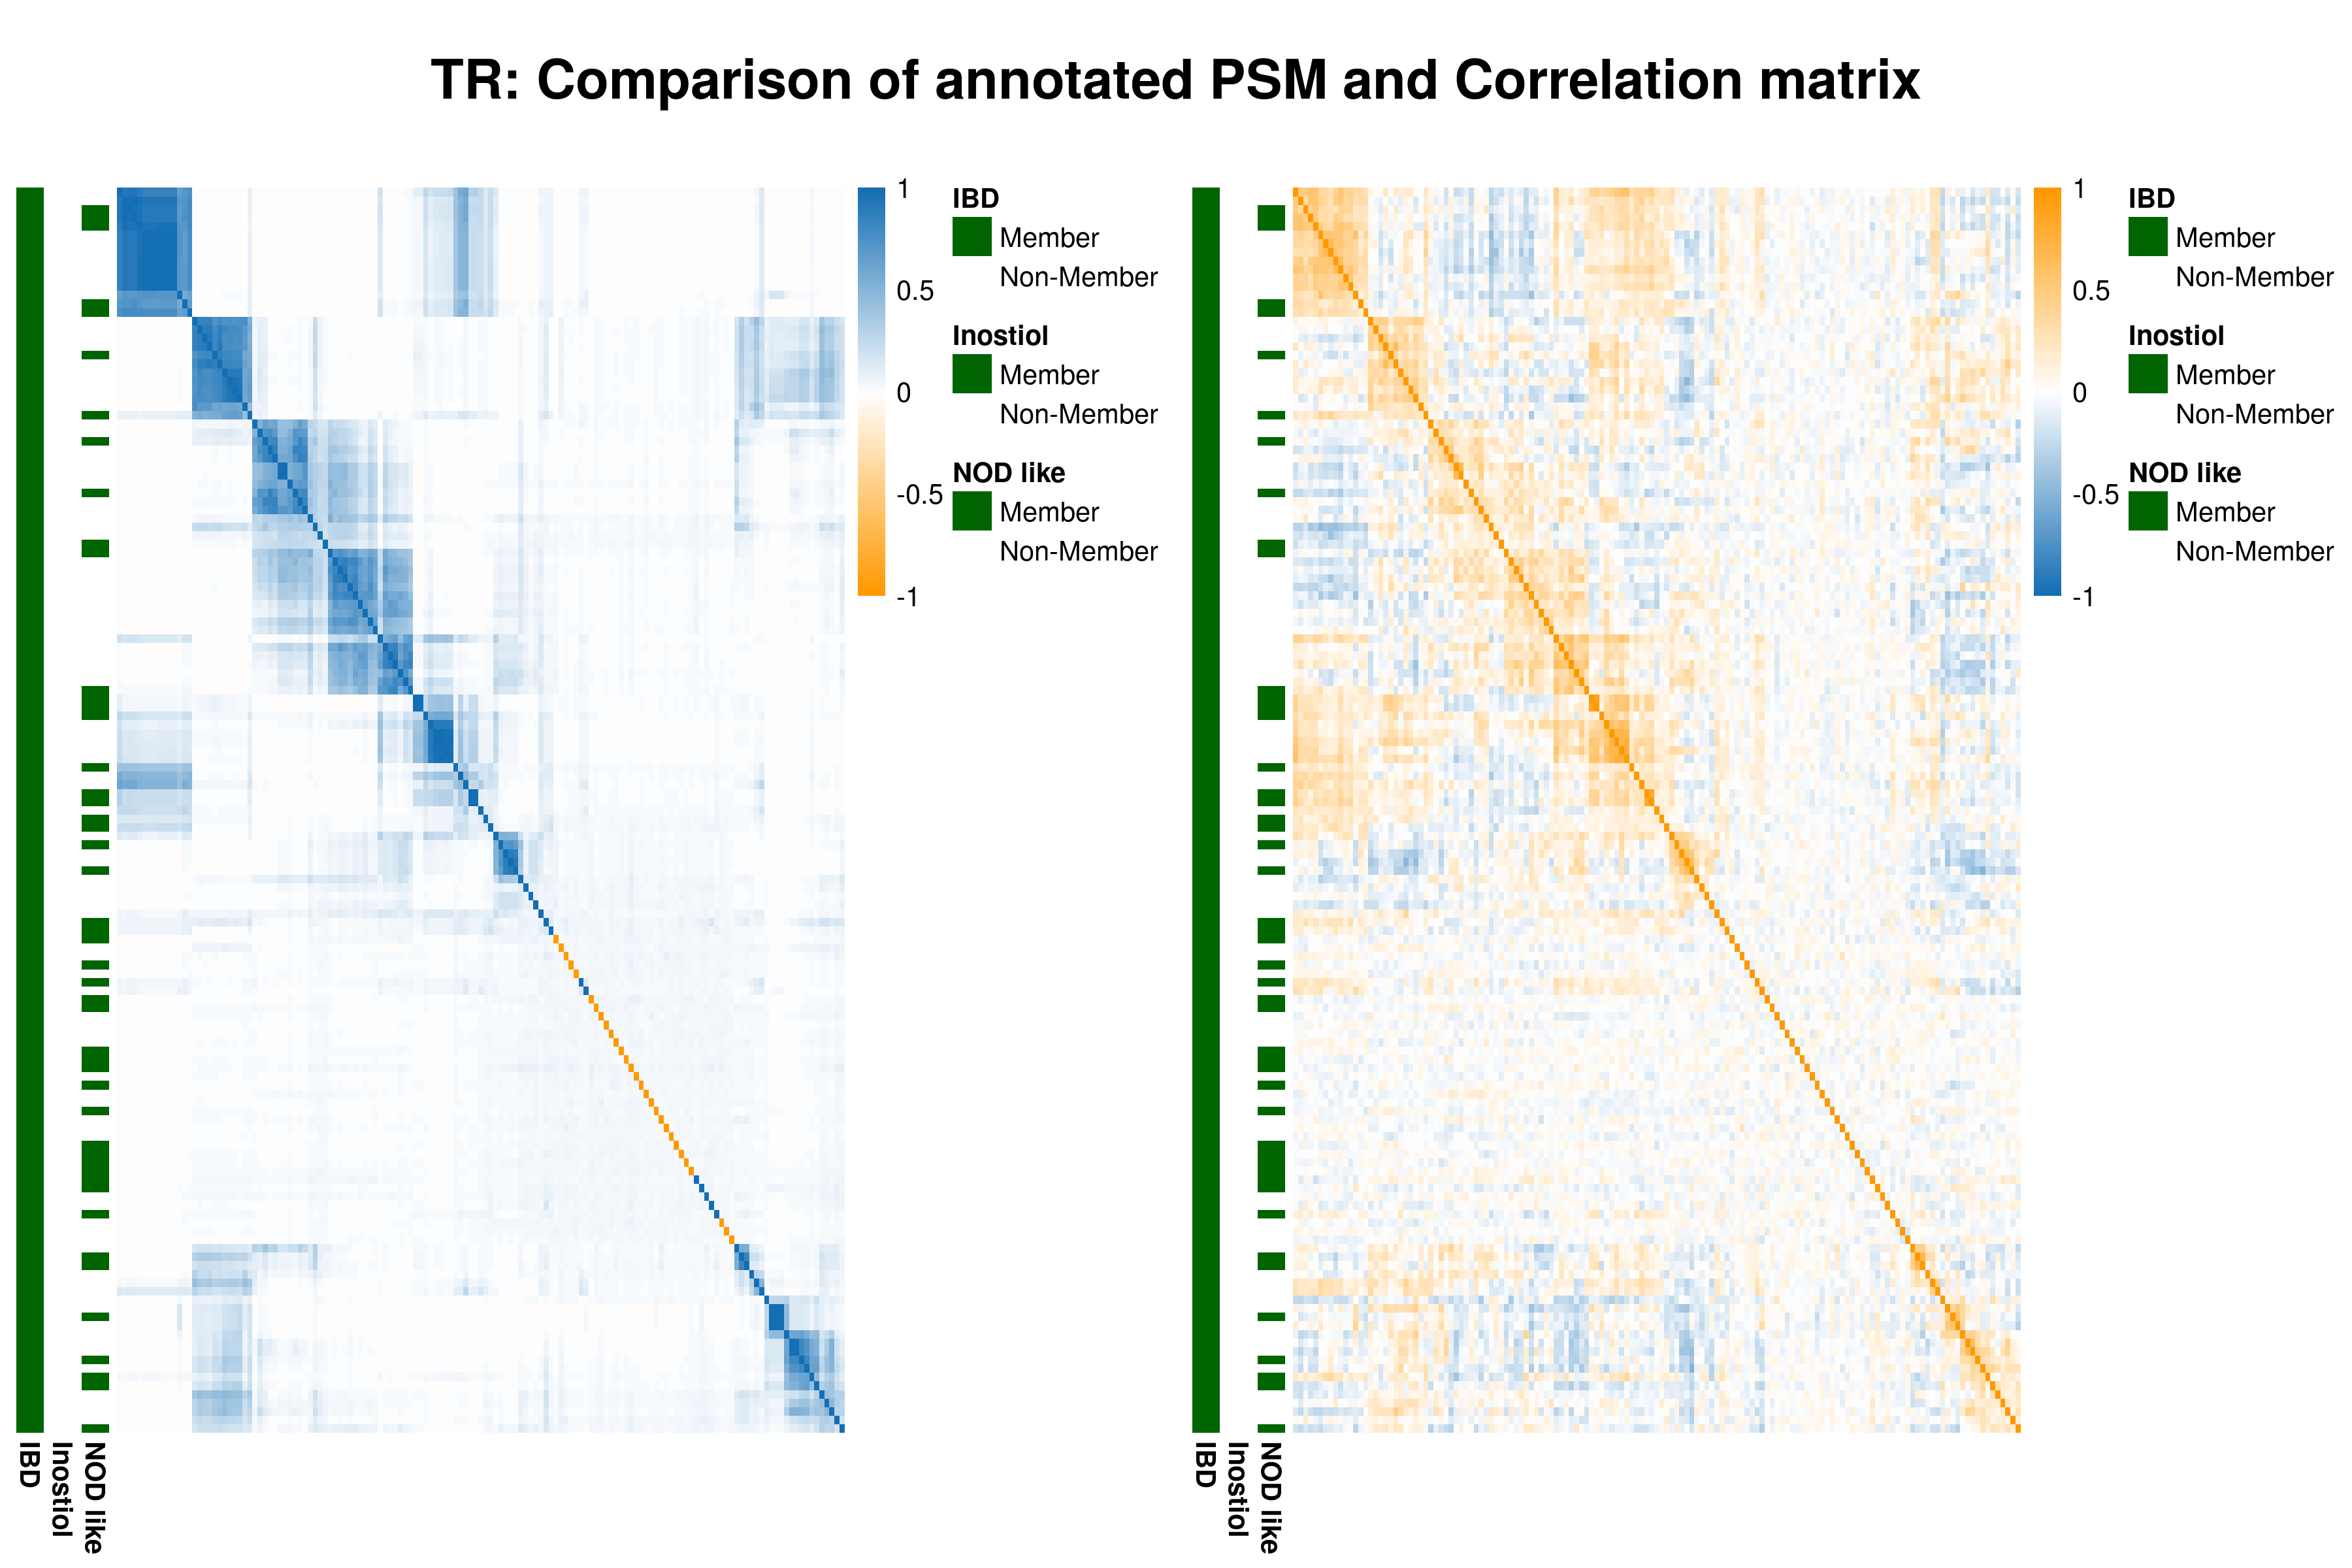 TR: Comparison of annotated PSM and Correlation matrix
1
0.5
0
-0.5
-1
IBD
Member
Non-Member
Inostiol
Member
Non-Member
NOD like
Member
Non-Member
IBD
Inostiol
NOD like
1
0.5
0
-0.5
-1
IBD
Member
Non-Member
Inostiol
Member
Non-Member
NOD like
Member
Non-Member
IBD
Inostiol
NOD like